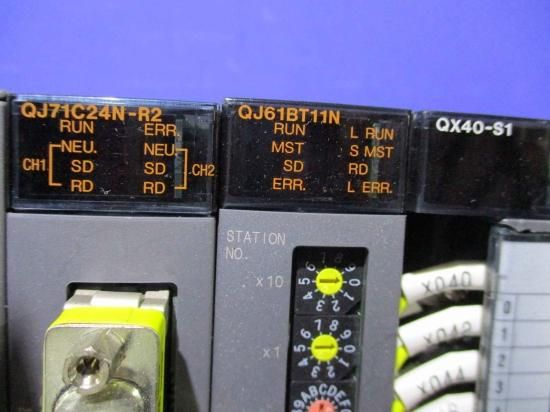 QJ71C24N-R2
RUN ERR.
CH1 NEU. NEU. CH2
SD SD
RD RD
QJ61BT11N
RUN L RUN
MST S MST
SD RD
ERR. L ERR.
QX40-S1
STATION
NO.
x10
x1
X040
X042
X044
0
1
2
3